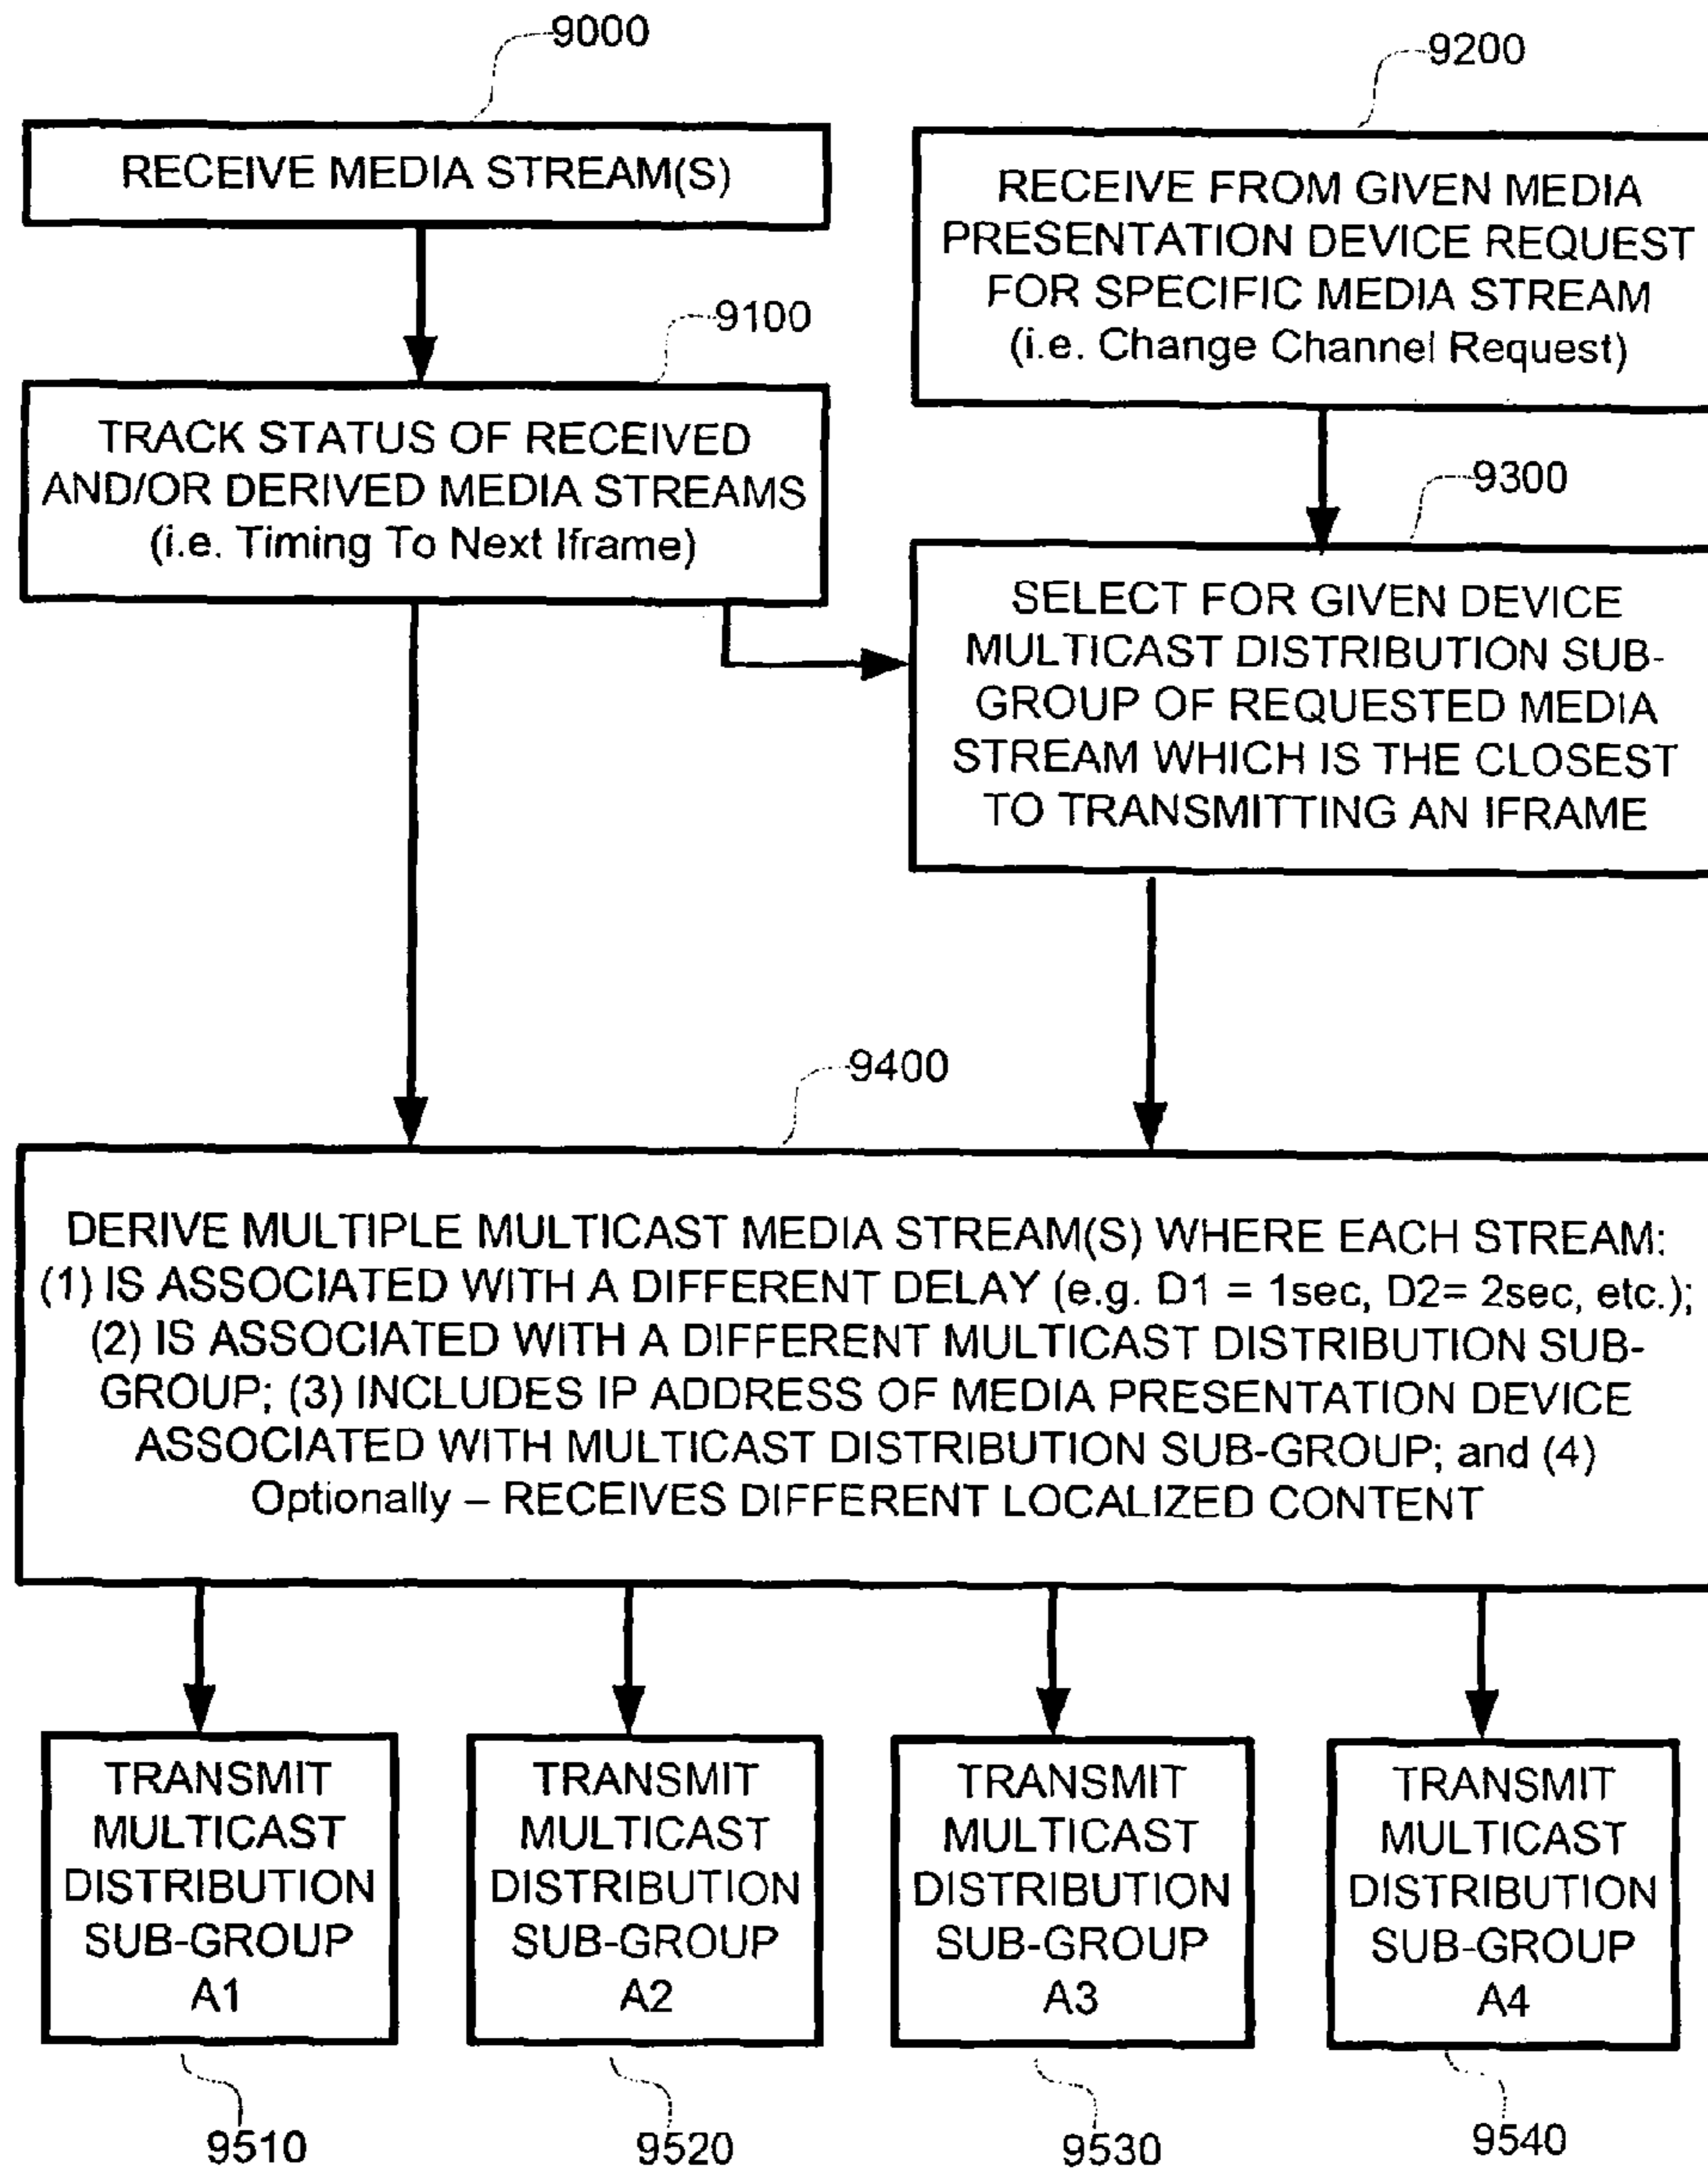 9000
RECEIVE MEDIA STREAM(S)
9100
TRACK STATUS OF RECEIVED
AND/OR DERIVED MEDIA STREAMS
(i.e. Timing To Next Iframe)
9200
RECEIVE FROM GIVEN MEDIA
PRESENTATION DEVICE REQUEST
FOR SPECIFIC MEDIA STREAM
(i.e. Change Channel Request)
9300
SELECT FOR GIVEN DEVICE
MULTICAST DISTRIBUTION SUB-
GROUP OF REQUESTED MEDIA
STREAM WHICH IS THE CLOSEST
TO TRANSMITTING AN IFRAME
9400
DERIVE MULTIPLE MULTICAST MEDIA STREAM(S) WHERE EACH STREAM:
(1) IS ASSOCIATED WITH A DIFFERENT DELAY (e.g. D1 = 1sec, D2= 2sec, etc.);
(2) IS ASSOCIATED WITH A DIFFERENT MULTICAST DISTRIBUTION SUB-
GROUP; (3) INCLUDES IP ADDRESS OF MEDIA PRESENTATION DEVICE
ASSOCIATED WITH MULTICAST DISTRIBUTION SUB-GROUP; and (4)
Optionally – RECEIVES DIFFERENT LOCALIZED CONTENT
TRANSMIT
MULTICAST
DISTRIBUTION
SUB-GROUP
A1
9510
TRANSMIT
MULTICAST
DISTRIBUTION
SUB-GROUP
A2
9520
TRANSMIT
MULTICAST
DISTRIBUTION
SUB-GROUP
A3
9530
TRANSMIT
MULTICAST
DISTRIBUTION
SUB-GROUP
A4
9540